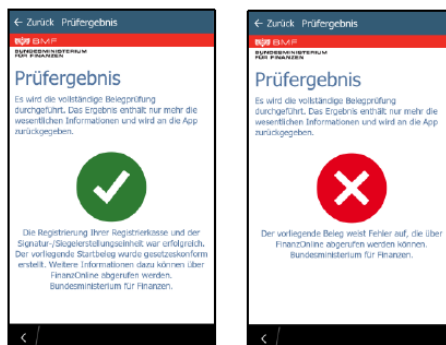 ← Zurück Prüfergebnis
BMF
BUNDESMINISTERIUM
FÜR FINANZEN
Prüfergebnis
Es wird die vollständige Belegprüfung
durchgeführt. Das Ergebnis enthält nur mehr die
wesentlichen Informationen und wird an die App
zurückgegeben.
Die Registrierung Ihrer Registrierkasse und der
Signatur-/Siegelerstellungseinheit war erfolgreich.
Der vorliegende Startbeleg wurde gesetzeskonform
erstellt. Weitere Informationen dazu können über
FinanzOnline abgerufen werden.
Bundesministerium für Finanzen.
← Zurück Prüfergebnis
BMF
BUNDESMINISTERIUM
FÜR FINANZEN
Prüfergebnis
Es wird die vollständige Belegprüfung
durchgeführt. Das Ergebnis enthält nur mehr die
wesentlichen Informationen und wird an die App
zurückgegeben.
Der vorliegende Beleg weist Fehler auf, die über
FinanzOnline abgerufen werden können.
Bundesministerium für Finanzen.